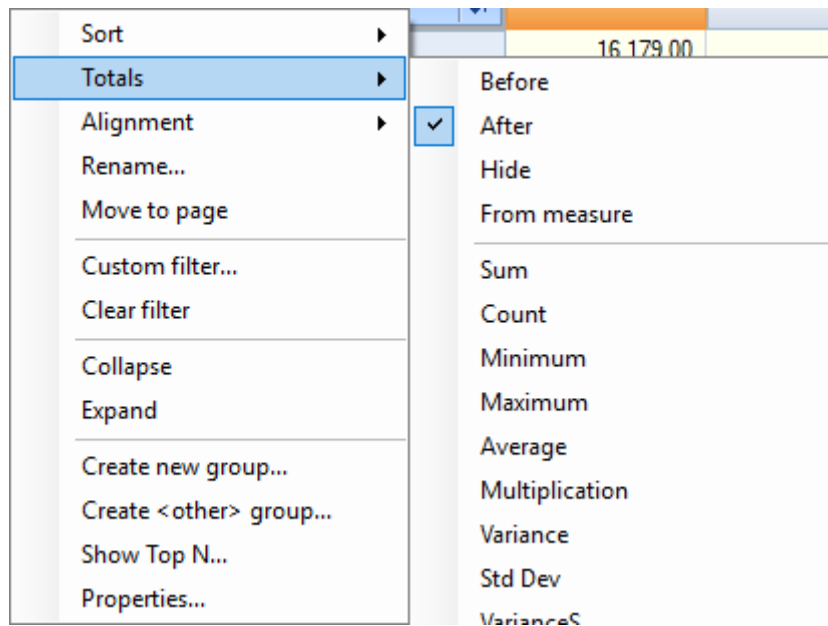 Sort
Totals
Alignment
Rename...
Move to page
Custom filter...
Clear filter
Collapse
Expand
Create new group...
Create <other> group...
Show Top N...
Properties...
16 179.00
Before
After
Hide
From measure
Sum
Count
Minimum
Maximum
Average
Multiplication
Variance
Std Dev
VarianceS